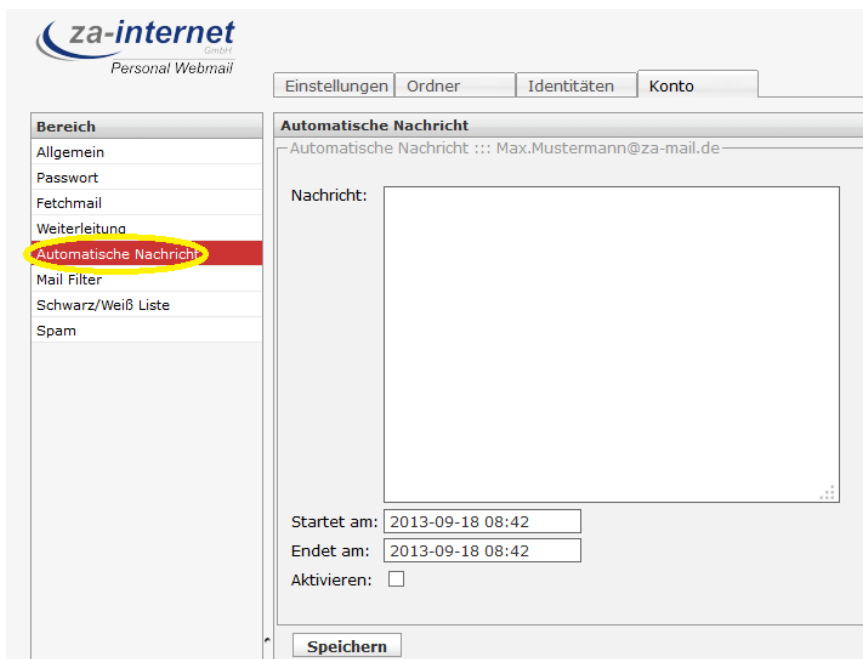 za-internet
GmbH
Personal Webmail
Einstellungen Ordner Identitäten Konto
Bereich
Allgemein
Passwort
Fetchmail
Weiterleitung
Automatische Nachricht
Mail Filter
Schwarz/Weiß Liste
Spam
Automatische Nachricht
Automatische Nachricht ::: Max.Mustermann@za-mail.de
Nachricht:
Startet am: 2013-09-18 08:42
Endet am: 2013-09-18 08:42
Aktivieren:
Speichern